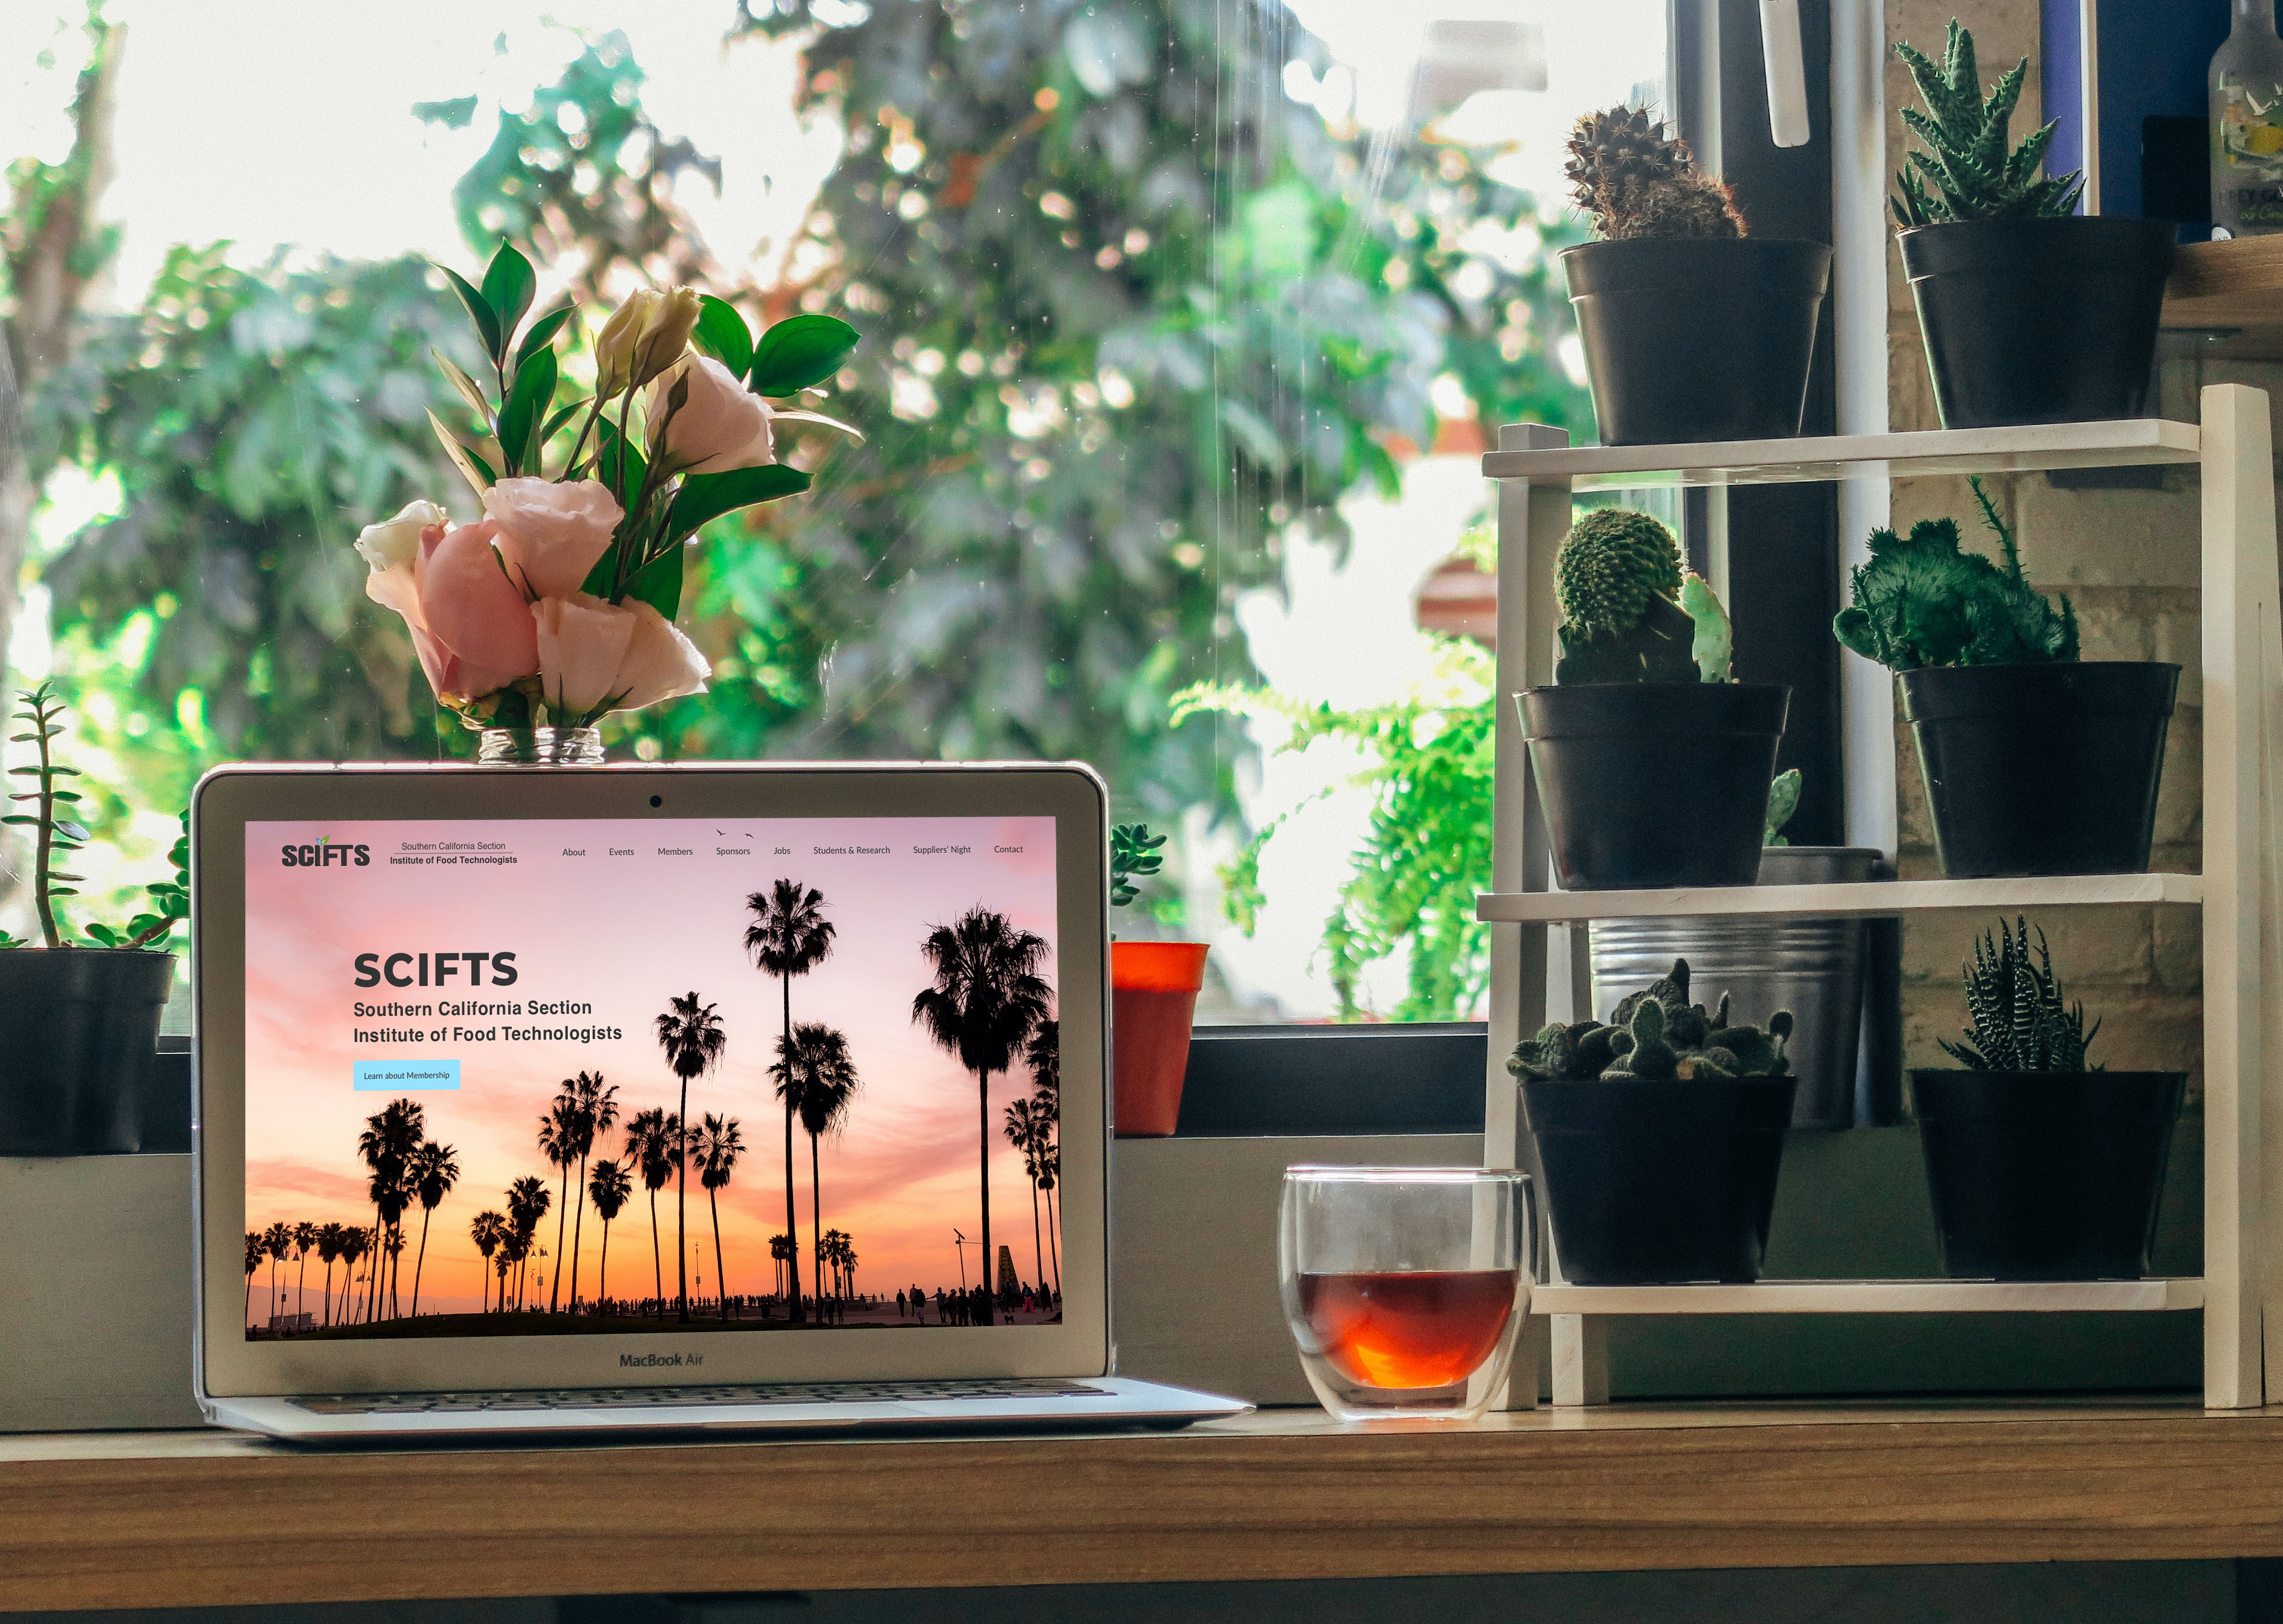 SCIFTS
Southern California Section
Institute of Food Technologists
About Events Members Sponsors Jobs Students & Research Suppliers' Night Contact
SCIFTS
Southern California Section
Institute of Food Technologists
Learn about Membership
MacBook Air